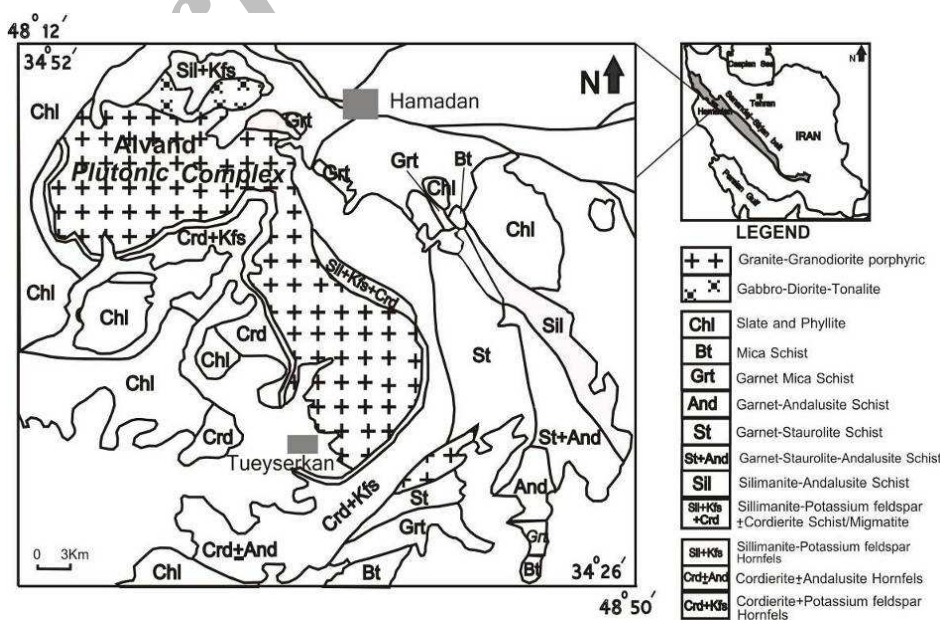 48°12′
34°52′
Sil+Kfs
N
Hamadan
Chl
Grt
Alvand
Plutonic Complex
Grt
Grt
Bt
Chl
Chl
Crd+Kfs
Sil+Kfs+Crd
Chl
Chl
Sil
Crd
Chl
St
Chl
Crd
St+And
Tueyserkan
Crd+Kfs
And
St
Grt
Grt
Crd±And
Chl
Bt
Bt
0 3Km
34°26′
48°50′
Caspian Sea
N
Tehran
Hamadan
Sanandaj-Sirjan belt
IRAN
Persian Gulf
LEGEND
Granite-Granodiorite porphyric
Gabbro-Diorite-Tonalite
Chl Slate and Phyllite
Bt Mica Schist
Grt Garnet Mica Schist
And Garnet-Andalusite Schist
St Garnet-Staurolite Schist
St+And Garnet-Staurolite-Andalusite Schist
Sil Silimanite-Andalusite Schist
Sil+Kfs Sillimanite-Potassium feldspar
+Crd ±Cordierite Schist/Migmatite
Sil+Kfs Sillimanite-Potassium feldspar
Hornfels
Crd±And Cordierite±Andalusite Hornfels
Crd+Kfs Cordierite+Potassium feldspar
Hornfels